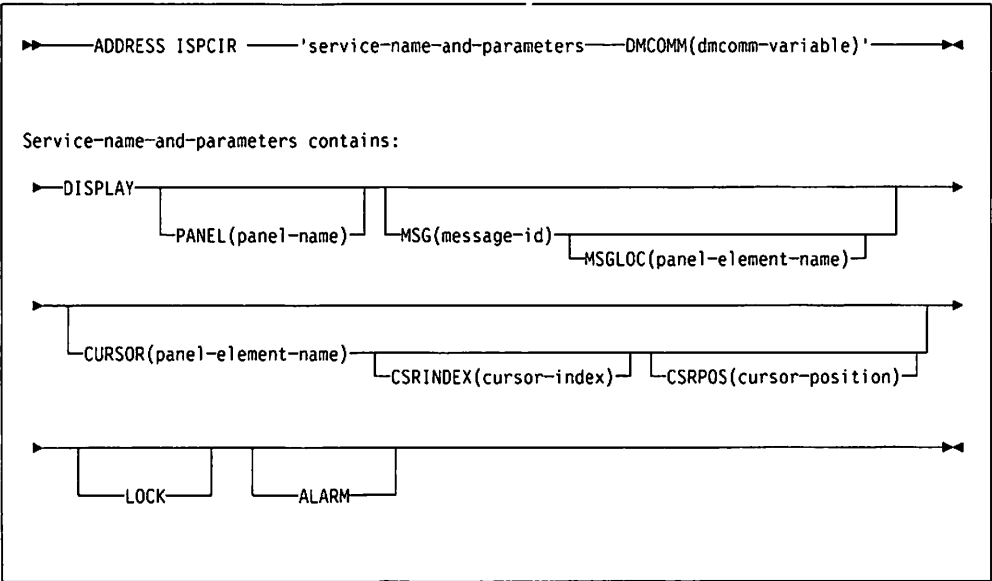 ADDRESS ISPCIR 'service-name-and-parameters DMCOMM(dmcomm-variable)'
Service-name-and-parameters contains:
DISPLAY
PANEL(panel-name) MSG(message-id)
MSGLOC(panel-element-name)
CURSOR(panel-element-name)
CSRINDEX(cursor-index) CSRPOS(cursor-position)
LOCK ALARM